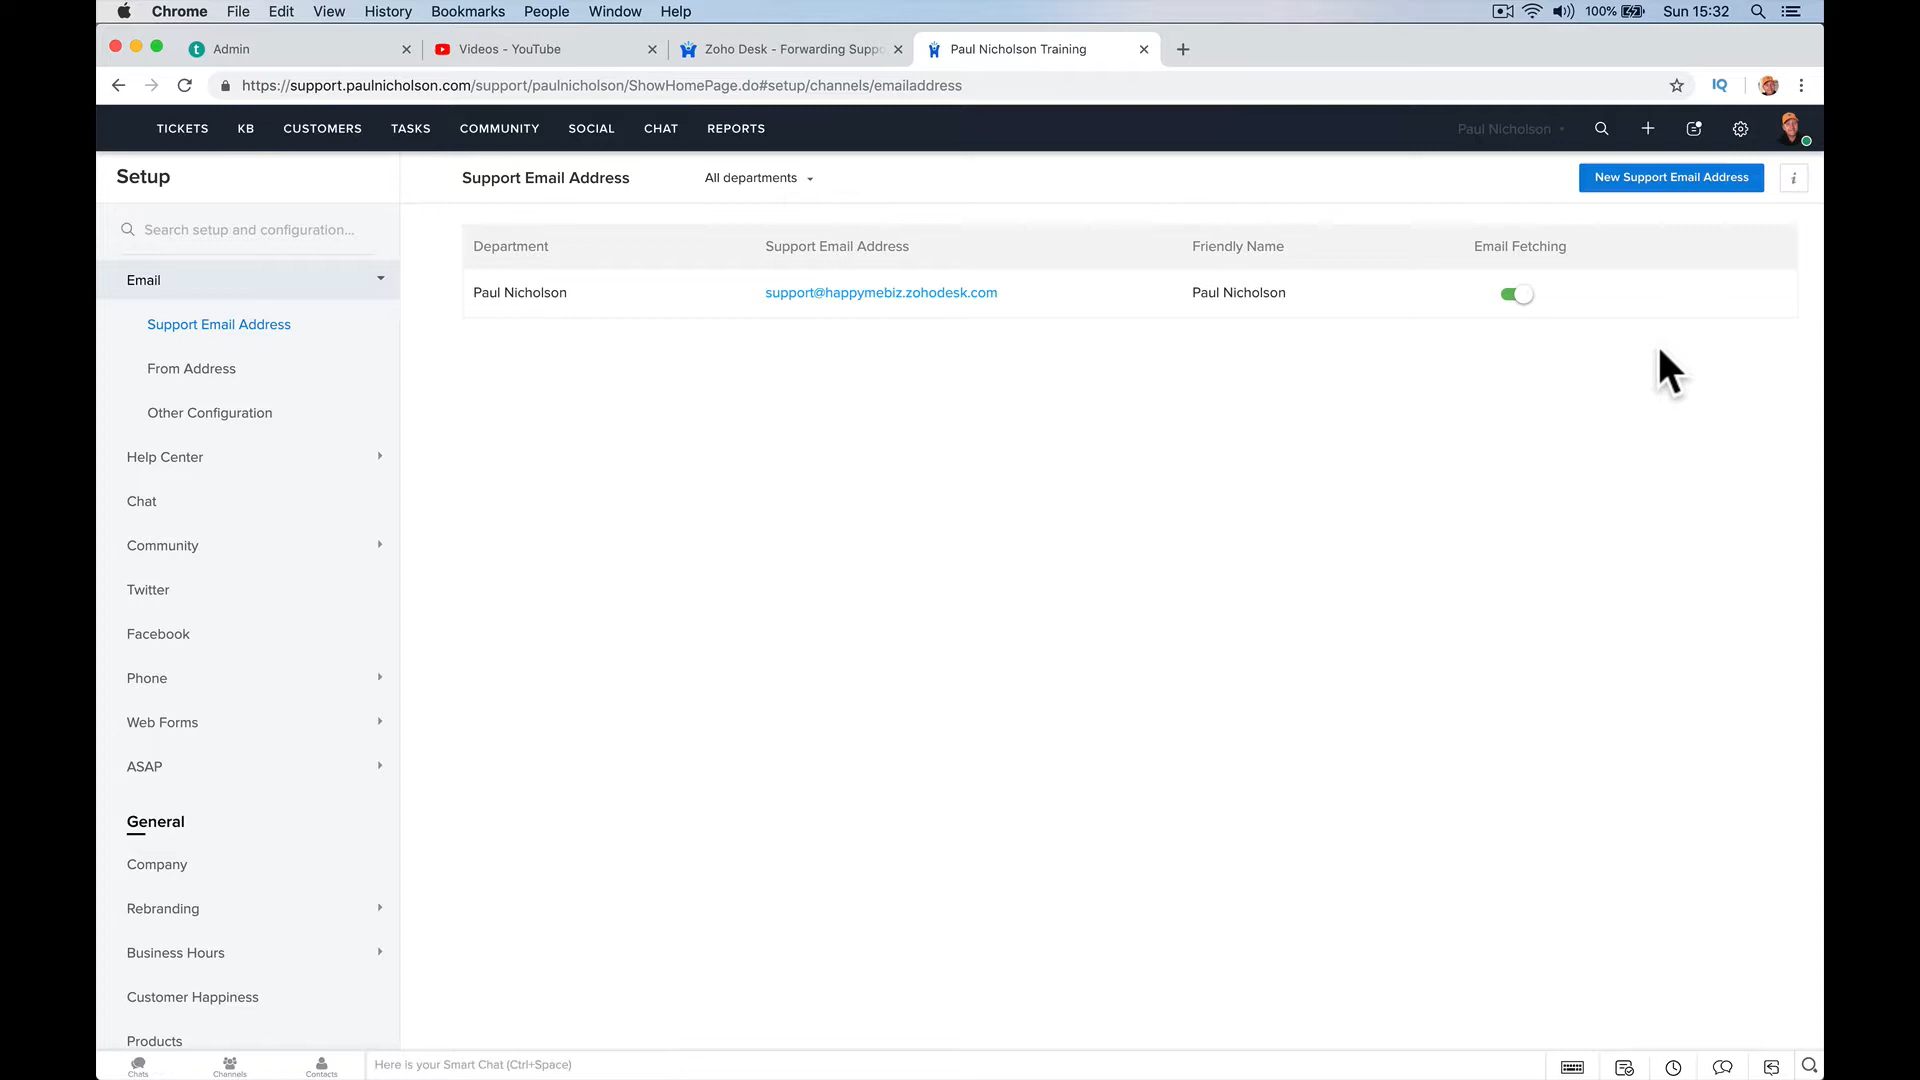 Chrome File Edit View History Bookmarks People Window Help 100% Sun 15:32
Admin Videos - YouTube Zoho Desk - Forwarding Suppo Paul Nicholson Training
https://support.paulnicholson.com/support/paulnicholson/ShowHomePage.do#setup/channels/emailaddress IQ
TICKETS KB CUSTOMERS TASKS COMMUNITY SOCIAL CHAT REPORTS Paul Nicholson
Setup
Search setup and configuration...
Email
Support Email Address
From Address
Other Configuration
Help Center
Chat
Community
Twitter
Facebook
Phone
Web Forms
ASAP
General
Company
Rebranding
Business Hours
Customer Happiness
Products
Support Email Address All departments New Support Email Address i
Department Support Email Address Friendly Name Email Fetching
Paul Nicholson support@happymebiz.zohodesk.com Paul Nicholson
Chats Channels Contacts Here is your Smart Chat (Ctrl+Space)